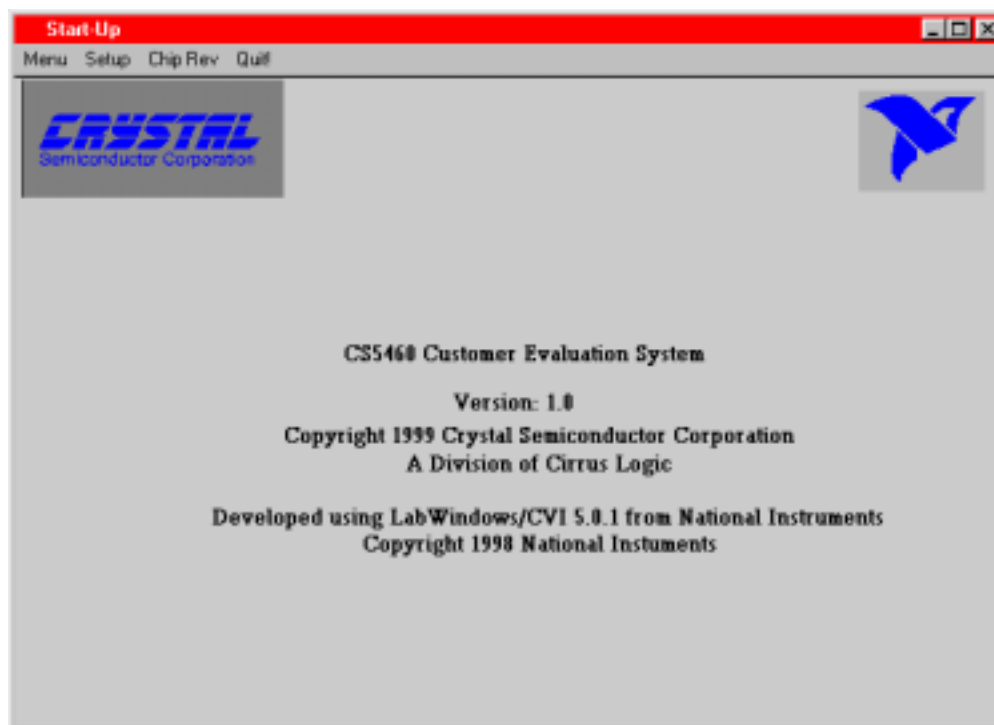 Start-Up
Menu Setup Chip Rev Quit!
CRYSTAL
Semiconductor Corporation
CS5460 Customer Evaluation System
Version: 1.0
Copyright 1999 Crystal Semiconductor Corporation
A Division of Cirrus Logic
Developed using LabWindows/CVI 5.0.1 from National Instruments
Copyright 1998 National Instuments